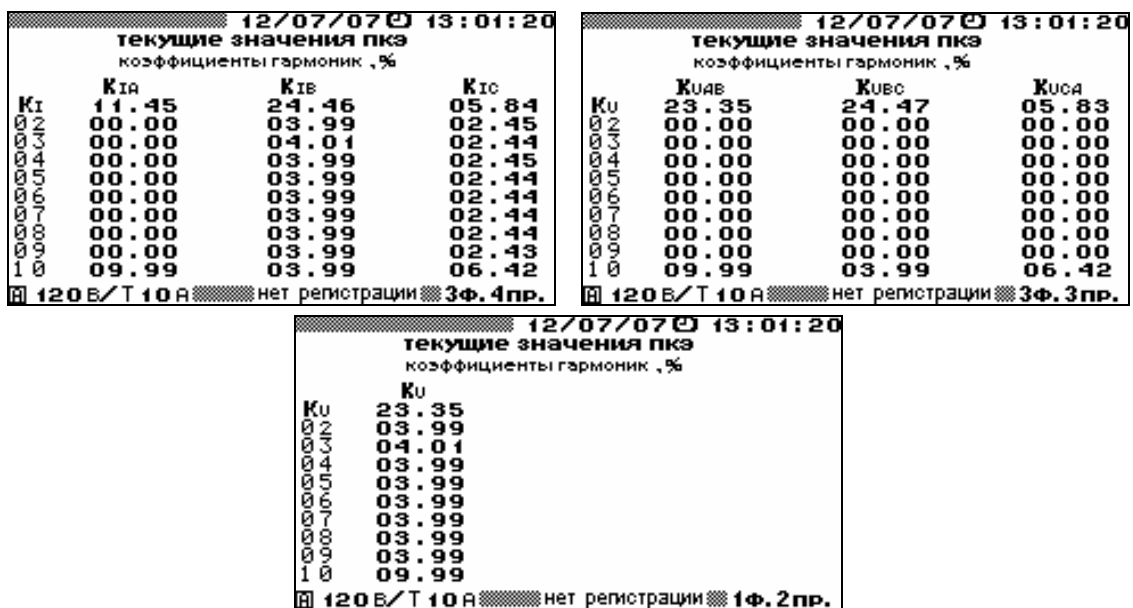 12/07/07 13:01:20
текущие значения пкэ
коэффициенты гармоник ,%
KIA KIB KIC
KI 11.45 24.46 05.84
02 00.00 03.99 02.45
03 00.00 04.01 02.44
04 00.00 03.99 02.45
05 00.00 03.99 02.44
06 00.00 03.99 02.44
07 00.00 03.99 02.44
08 00.00 03.99 02.44
09 00.00 03.99 02.43
10 09.99 03.99 06.42
A 120 В/Т 10 А нет регистрации 3ф.4пр.
12/07/07 13:01:20
текущие значения пкэ
коэффициенты гармоник ,%
KUAB KUBC KUCA
KU 23.35 24.47 05.83
02 00.00 00.00 00.00
03 00.00 00.00 00.00
04 00.00 00.00 00.00
05 00.00 00.00 00.00
06 00.00 00.00 00.00
07 00.00 00.00 00.00
08 00.00 00.00 00.00
09 00.00 00.00 00.00
10 09.99 03.99 06.42
A 120 В/Т 10 А нет регистрации 3ф.3пр.
12/07/07 13:01:20
текущие значения пкэ
коэффициенты гармоник ,%
KU
KU 23.35
02 03.99
03 04.01
04 03.99
05 03.99
06 03.99
07 03.99
08 03.99
09 03.99
10 09.99
A 120 В/Т 10 А нет регистрации 1ф.2пр.